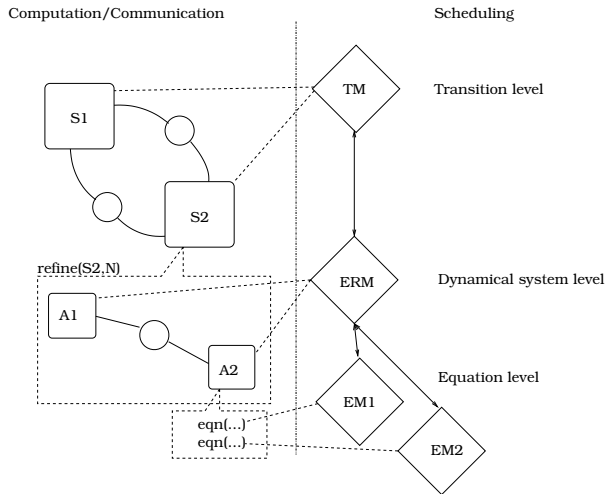 Computation/Communication
Scheduling
TM
Transition level
S1
S2
refine(S2,N)
ERM
Dynamical system level
A1
A2
Equation level
EM1
eqn(...)
eqn(...)
EM2